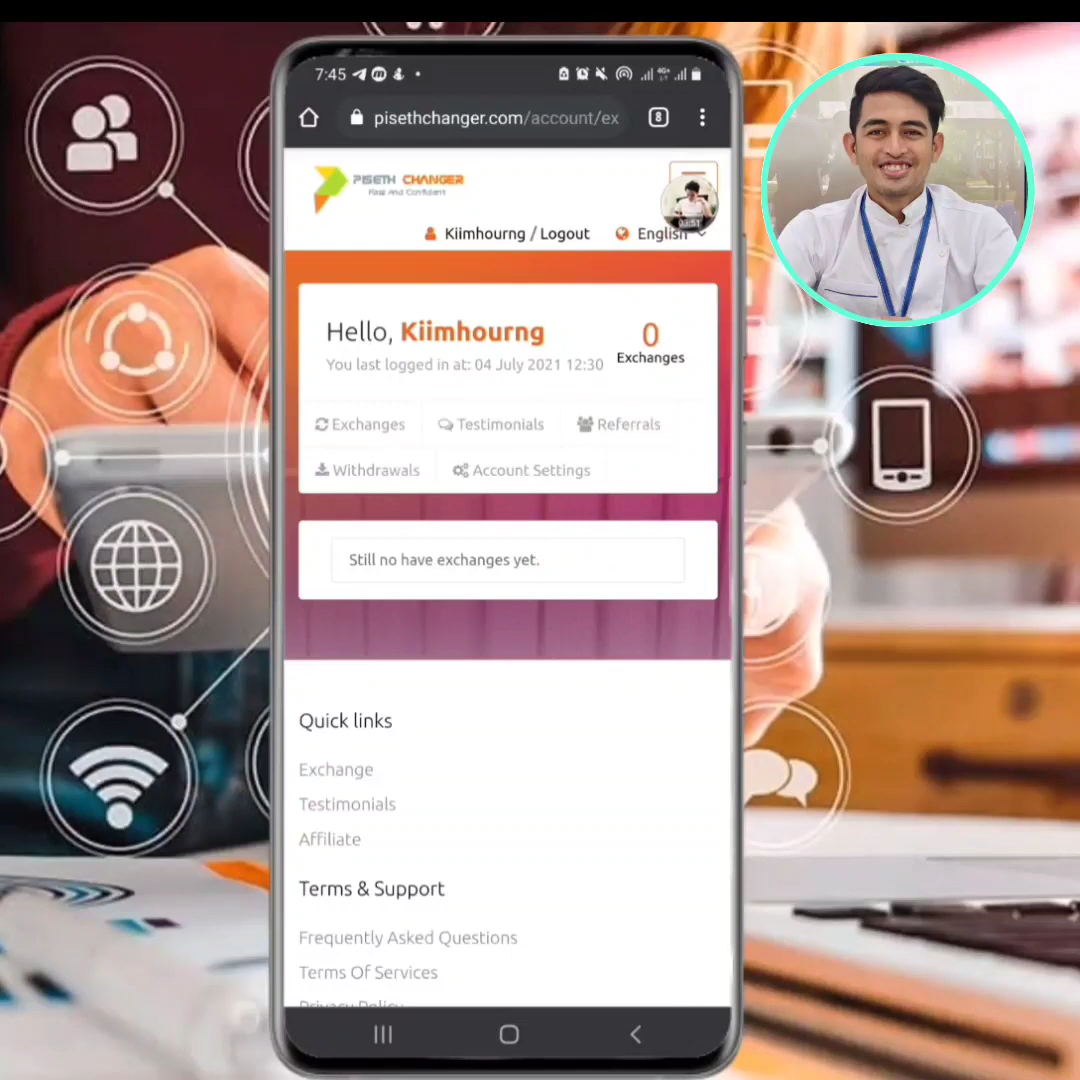 7:45
pisethchanger.com/account/ex
8
PISETH CHANGER
Fast And Confident
Kiimhourng / Logout
English
Hello, Kiimhourng
0
Exchanges
You last logged in at: 04 July 2021 12:30
Exchanges
Testimonials
Referrals
Withdrawals
Account Settings
Still no have exchanges yet.
Quick links
Exchange
Testimonials
Affiliate
Terms & Support
Frequently Asked Questions
Terms Of Services
Privacy Policy